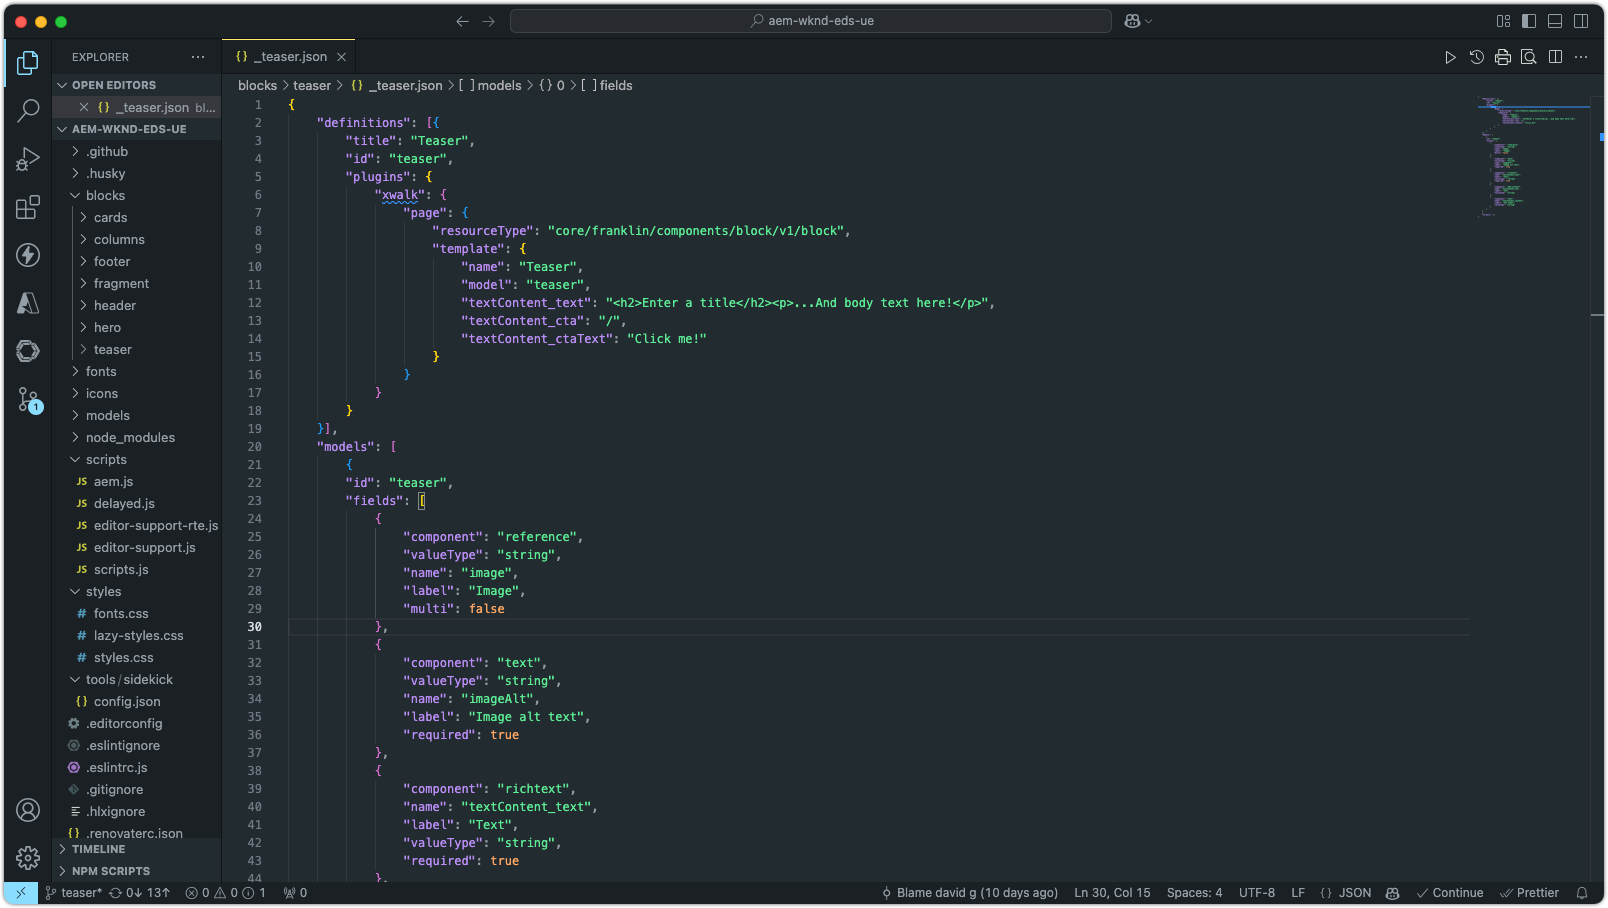 aem-wknd-eds-ue
EXPLORER
OPEN EDITORS
_teaser.json bl...
AEM-WKND-EDS-UE
.github
.husky
blocks
cards
columns
footer
fragment
header
hero
teaser
fonts
icons
models
node_modules
scripts
JS aem.js
JS delayed.js
JS editor-support-rte.js
JS editor-support.js
JS scripts.js
styles
# fonts.css
# lazy-styles.css
# styles.css
tools/sidekick
{} config.json
.editorconfig
.eslintignore
.eslintrc.js
.gitignore
.hlxignore
{} .renovaterc.json
TIMELINE
NPM SCRIPTS
1
{} _teaser.json
blocks > teaser > {} _teaser.json > [ ] models > { } 0 > [ ] fields
1 {
2 "definitions": [{
3 "title": "Teaser",
4 "id": "teaser",
5 "plugins": {
6 "xwalk": {
7 "page": {
8 "resourceType": "core/franklin/components/block/v1/block",
9 "template": {
10 "name": "Teaser",
11 "model": "teaser",
12 "textContent_text": "<h2>Enter a title</h2><p>...And body text here!</p>",
13 "textContent_cta": "/",
14 "textContent_ctaText": "Click me!"
15 }
16 }
17 }
18 }
19 }],
20 "models": [
21 {
22 "id": "teaser",
23 "fields": [
24 {
25 "component": "reference",
26 "valueType": "string",
27 "name": "image",
28 "label": "Image",
29 "multi": false
30 },
31 {
32 "component": "text",
33 "valueType": "string",
34 "name": "imageAlt",
35 "label": "Image alt text",
36 "required": true
37 },
38 {
39 "component": "richtext",
40 "name": "textContent_text",
41 "label": "Text",
42 "valueType": "string",
43 "required": true
44 },
teaser* 0↓ 13↑ 0 0 1 0
Blame david g (10 days ago) Ln 30, Col 15 Spaces: 4 UTF-8 LF {} JSON Continue Prettier